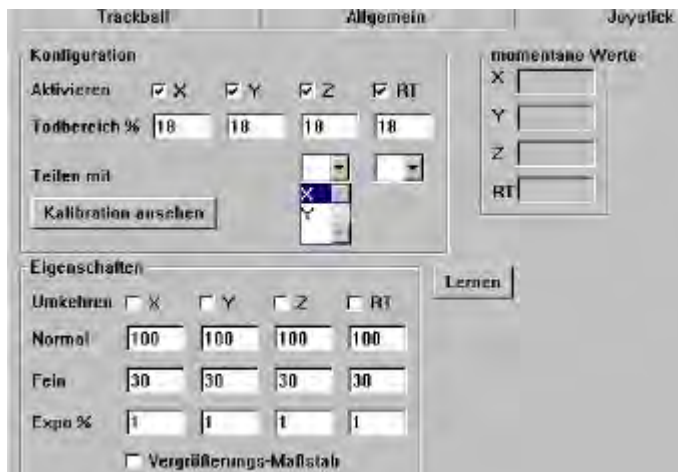 Trackball Allgemein Joystick
Konfiguration
Aktivieren X Y Z RT
Todbereich % 18 18 18 18
Teilen mit
X
Y
Kalibration ansehen
momentane Werte
X
Y
Z
RT
Eigenschaften
Umkehren X Y Z RT
Normal 100 100 100 100
Fein 30 30 30 30
Expo % 1 1 1 1
Vergrößerungs-Maßstab
Lernen